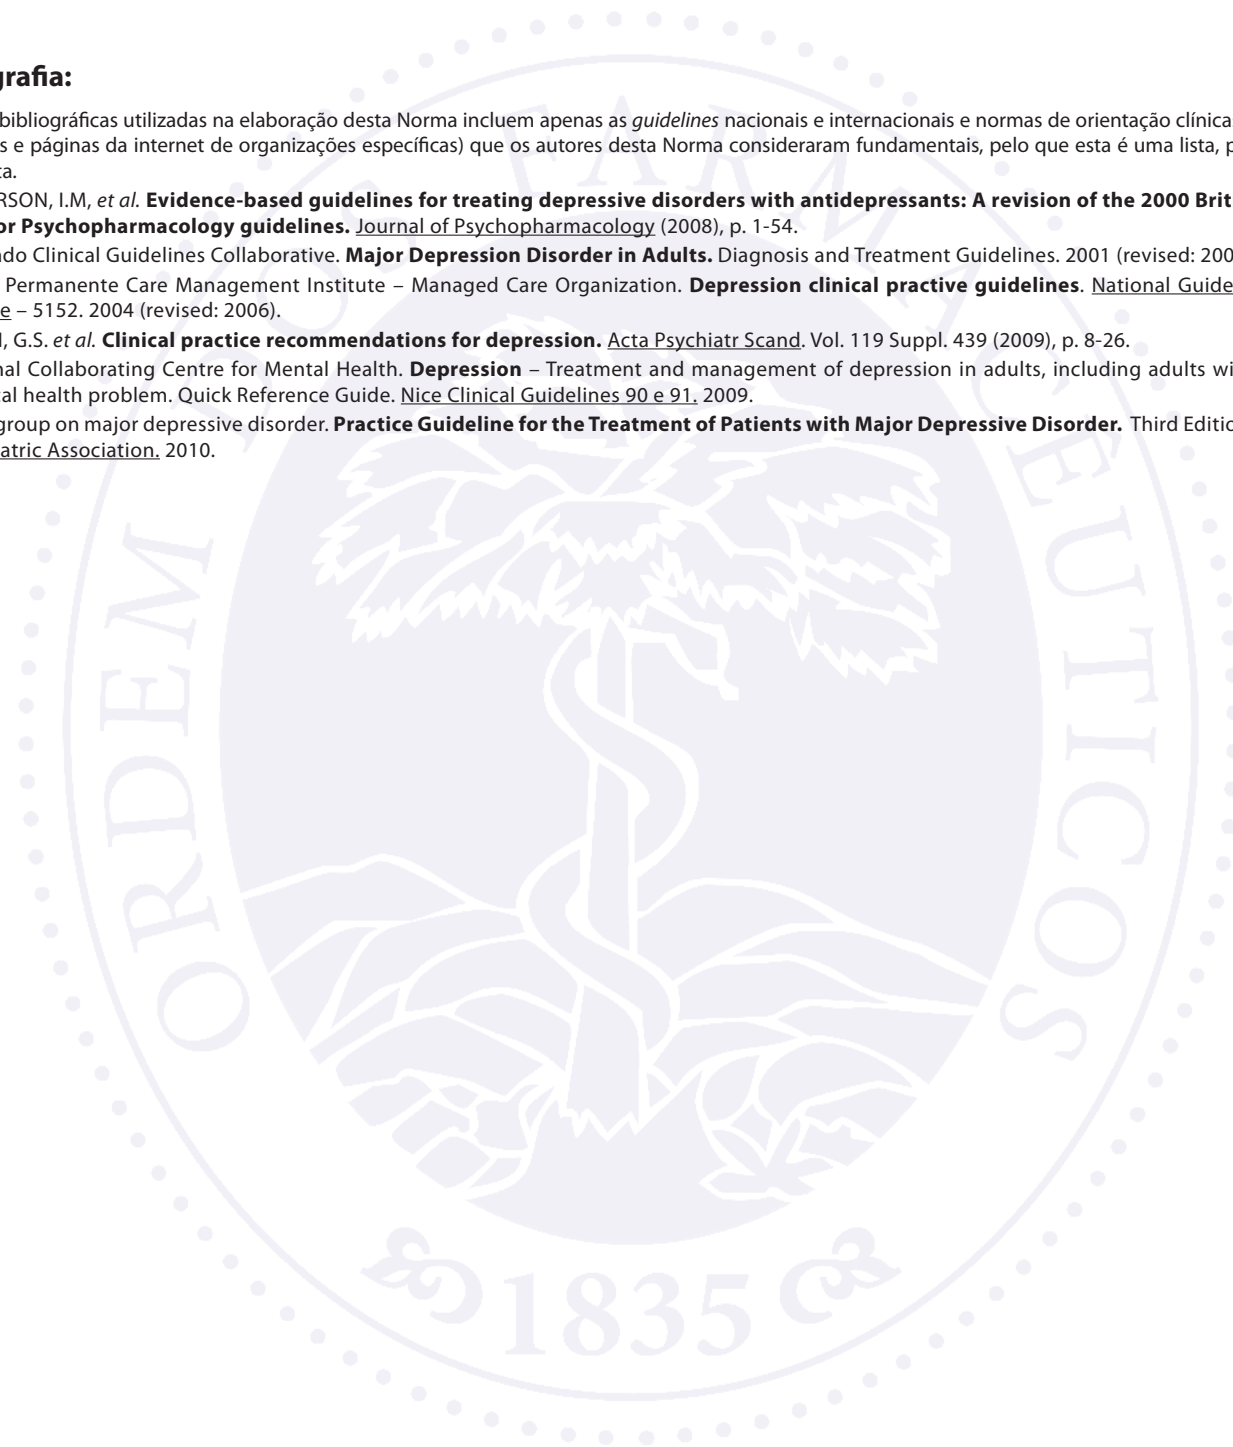 grafia:
bibliográficas utilizadas na elaboração desta Norma incluem apenas as guidelines nacionais e internacionais e normas de orientação clínica
s e páginas da internet de organizações específicas) que os autores desta Norma consideraram fundamentais, pelo que esta é uma lista, p
ta.
RSON, I.M, et al. Evidence-based guidelines for treating depressive disorders with antidepressants: A revision of the 2000 Brit
or Psychopharmacology guidelines. Journal of Psychopharmacology (2008), p. 1-54.
do Clinical Guidelines Collaborative. Major Depression Disorder in Adults. Diagnosis and Treatment Guidelines. 2001 (revised: 200
Permanente Care Management Institute – Managed Care Organization. Depression clinical practive guidelines. National Guide
e – 5152. 2004 (revised: 2006).
, G.S. et al. Clinical practice recommendations for depression. Acta Psychiatr Scand. Vol. 119 Suppl. 439 (2009), p. 8-26.
nal Collaborating Centre for Mental Health. Depression – Treatment and management of depression in adults, including adults wi
al health problem. Quick Reference Guide. Nice Clinical Guidelines 90 e 91. 2009.
group on major depressive disorder. Practice Guideline for the Treatment of Patients with Major Depressive Disorder. Third Editio
atric Association. 2010.
ORDEM DOS FARMACEUTICOS
1835